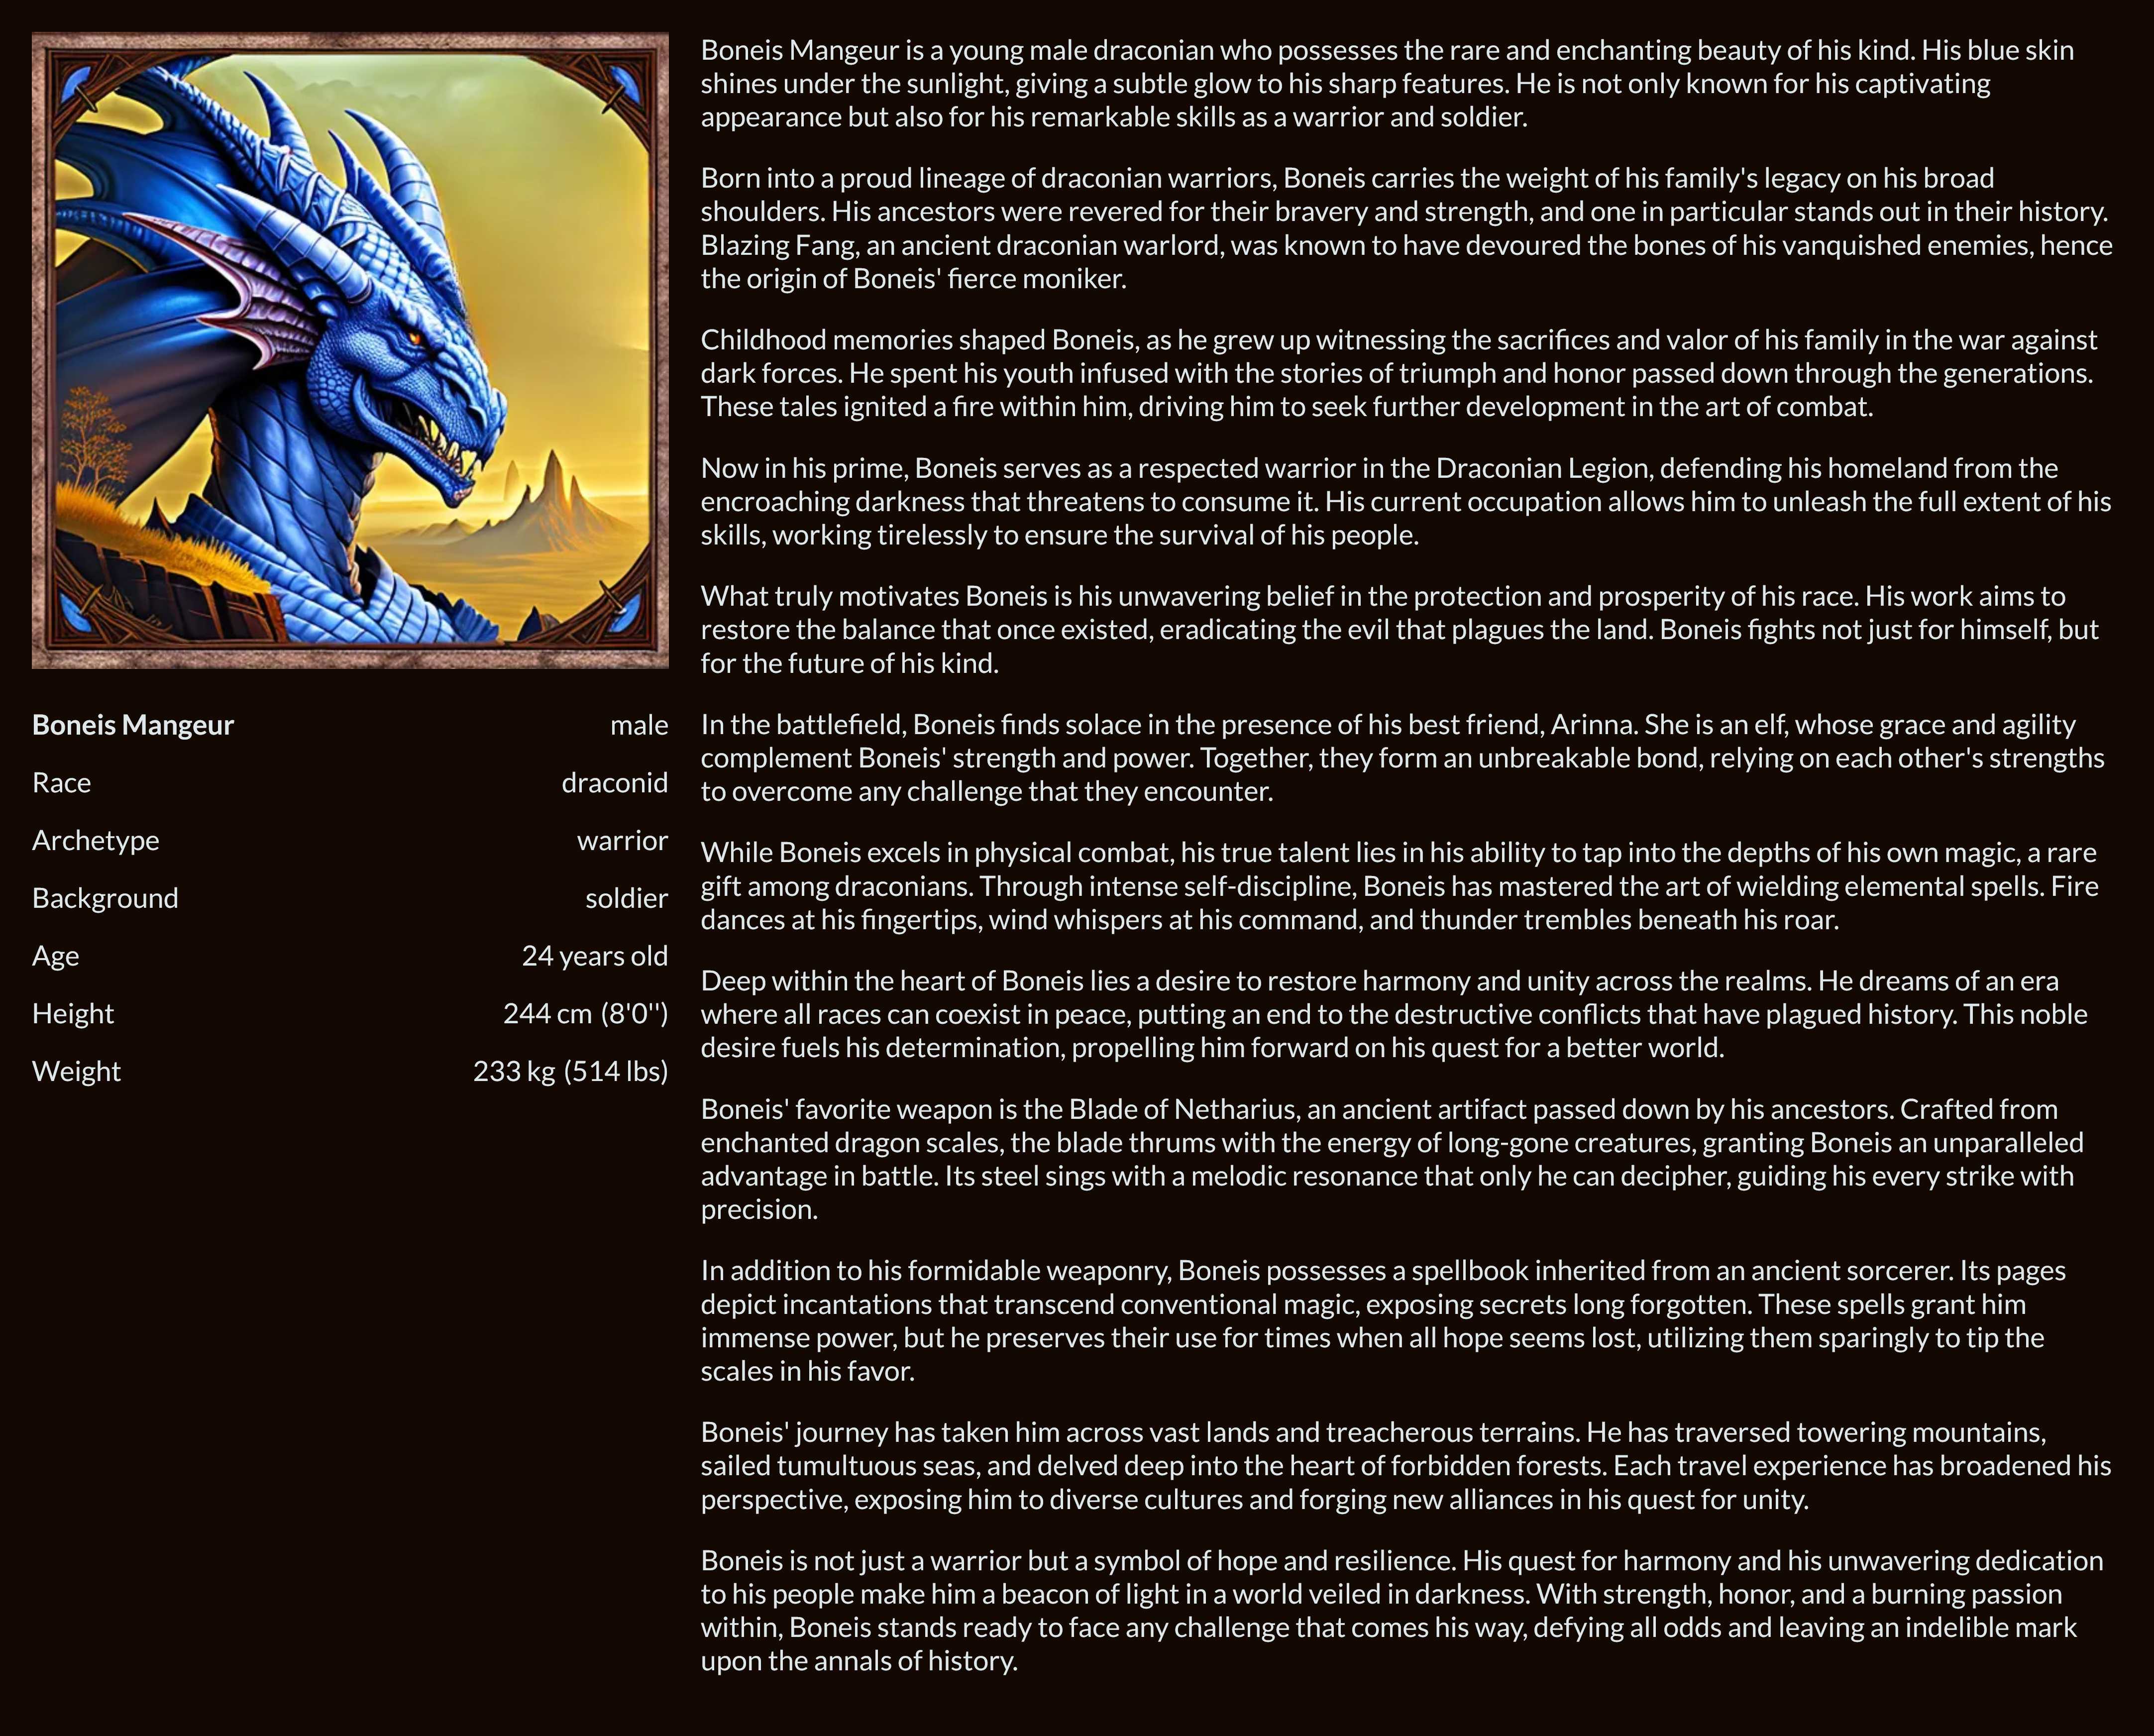 Boneis Mangeur male
Race draconid
Archetype warrior
Background soldier
Age 24 years old
Height 244 cm (8'0'')
Weight 233 kg (514 lbs)
Boneis Mangeur is a young male draconian who possesses the rare and enchanting beauty of his kind. His blue skin
shines under the sunlight, giving a subtle glow to his sharp features. He is not only known for his captivating
appearance but also for his remarkable skills as a warrior and soldier.
Born into a proud lineage of draconian warriors, Boneis carries the weight of his family's legacy on his broad
shoulders. His ancestors were revered for their bravery and strength, and one in particular stands out in their history.
Blazing Fang, an ancient draconian warlord, was known to have devoured the bones of his vanquished enemies, hence
the origin of Boneis' fierce moniker.
Childhood memories shaped Boneis, as he grew up witnessing the sacrifices and valor of his family in the war against
dark forces. He spent his youth infused with the stories of triumph and honor passed down through the generations.
These tales ignited a fire within him, driving him to seek further development in the art of combat.
Now in his prime, Boneis serves as a respected warrior in the Draconian Legion, defending his homeland from the
encroaching darkness that threatens to consume it. His current occupation allows him to unleash the full extent of his
skills, working tirelessly to ensure the survival of his people.
What truly motivates Boneis is his unwavering belief in the protection and prosperity of his race. His work aims to
restore the balance that once existed, eradicating the evil that plagues the land. Boneis fights not just for himself, but
for the future of his kind.
In the battlefield, Boneis finds solace in the presence of his best friend, Arinna. She is an elf, whose grace and agility
complement Boneis' strength and power. Together, they form an unbreakable bond, relying on each other's strengths
to overcome any challenge that they encounter.
While Boneis excels in physical combat, his true talent lies in his ability to tap into the depths of his own magic, a rare
gift among draconians. Through intense self-discipline, Boneis has mastered the art of wielding elemental spells. Fire
dances at his fingertips, wind whispers at his command, and thunder trembles beneath his roar.
Deep within the heart of Boneis lies a desire to restore harmony and unity across the realms. He dreams of an era
where all races can coexist in peace, putting an end to the destructive conflicts that have plagued history. This noble
desire fuels his determination, propelling him forward on his quest for a better world.
Boneis' favorite weapon is the Blade of Netharius, an ancient artifact passed down by his ancestors. Crafted from
enchanted dragon scales, the blade thrums with the energy of long-gone creatures, granting Boneis an unparalleled
advantage in battle. Its steel sings with a melodic resonance that only he can decipher, guiding his every strike with
precision.
In addition to his formidable weaponry, Boneis possesses a spellbook inherited from an ancient sorcerer. Its pages
depict incantations that transcend conventional magic, exposing secrets long forgotten. These spells grant him
immense power, but he preserves their use for times when all hope seems lost, utilizing them sparingly to tip the
scales in his favor.
Boneis' journey has taken him across vast lands and treacherous terrains. He has traversed towering mountains,
sailed tumultuous seas, and delved deep into the heart of forbidden forests. Each travel experience has broadened his
perspective, exposing him to diverse cultures and forging new alliances in his quest for unity.
Boneis is not just a warrior but a symbol of hope and resilience. His quest for harmony and his unwavering dedication
to his people make him a beacon of light in a world veiled in darkness. With strength, honor, and a burning passion
within, Boneis stands ready to face any challenge that comes his way, defying all odds and leaving an indelible mark
upon the annals of history.